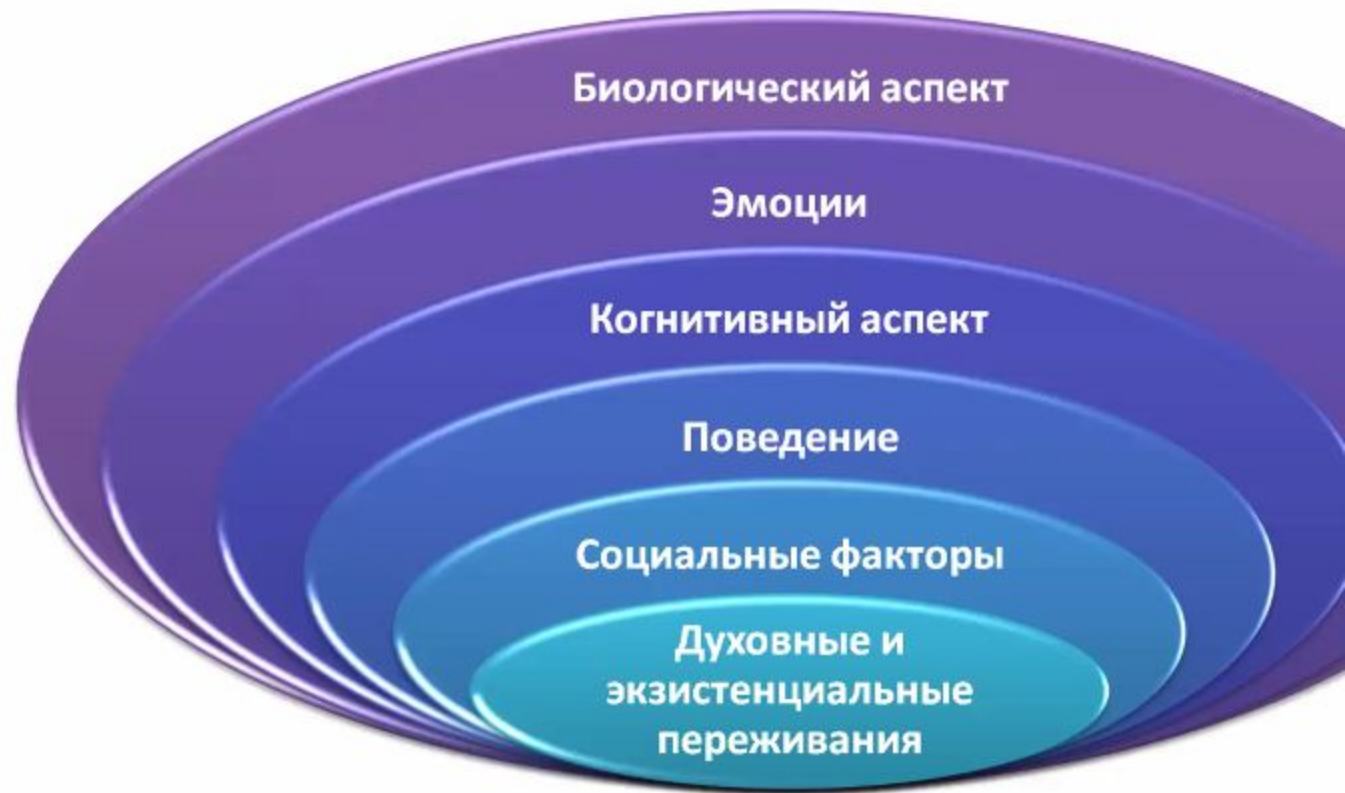 Биологический аспект
Эмоции
Когнитивный аспект
Поведение
Социальные факторы
Духовные и
экзистенциальные
переживания